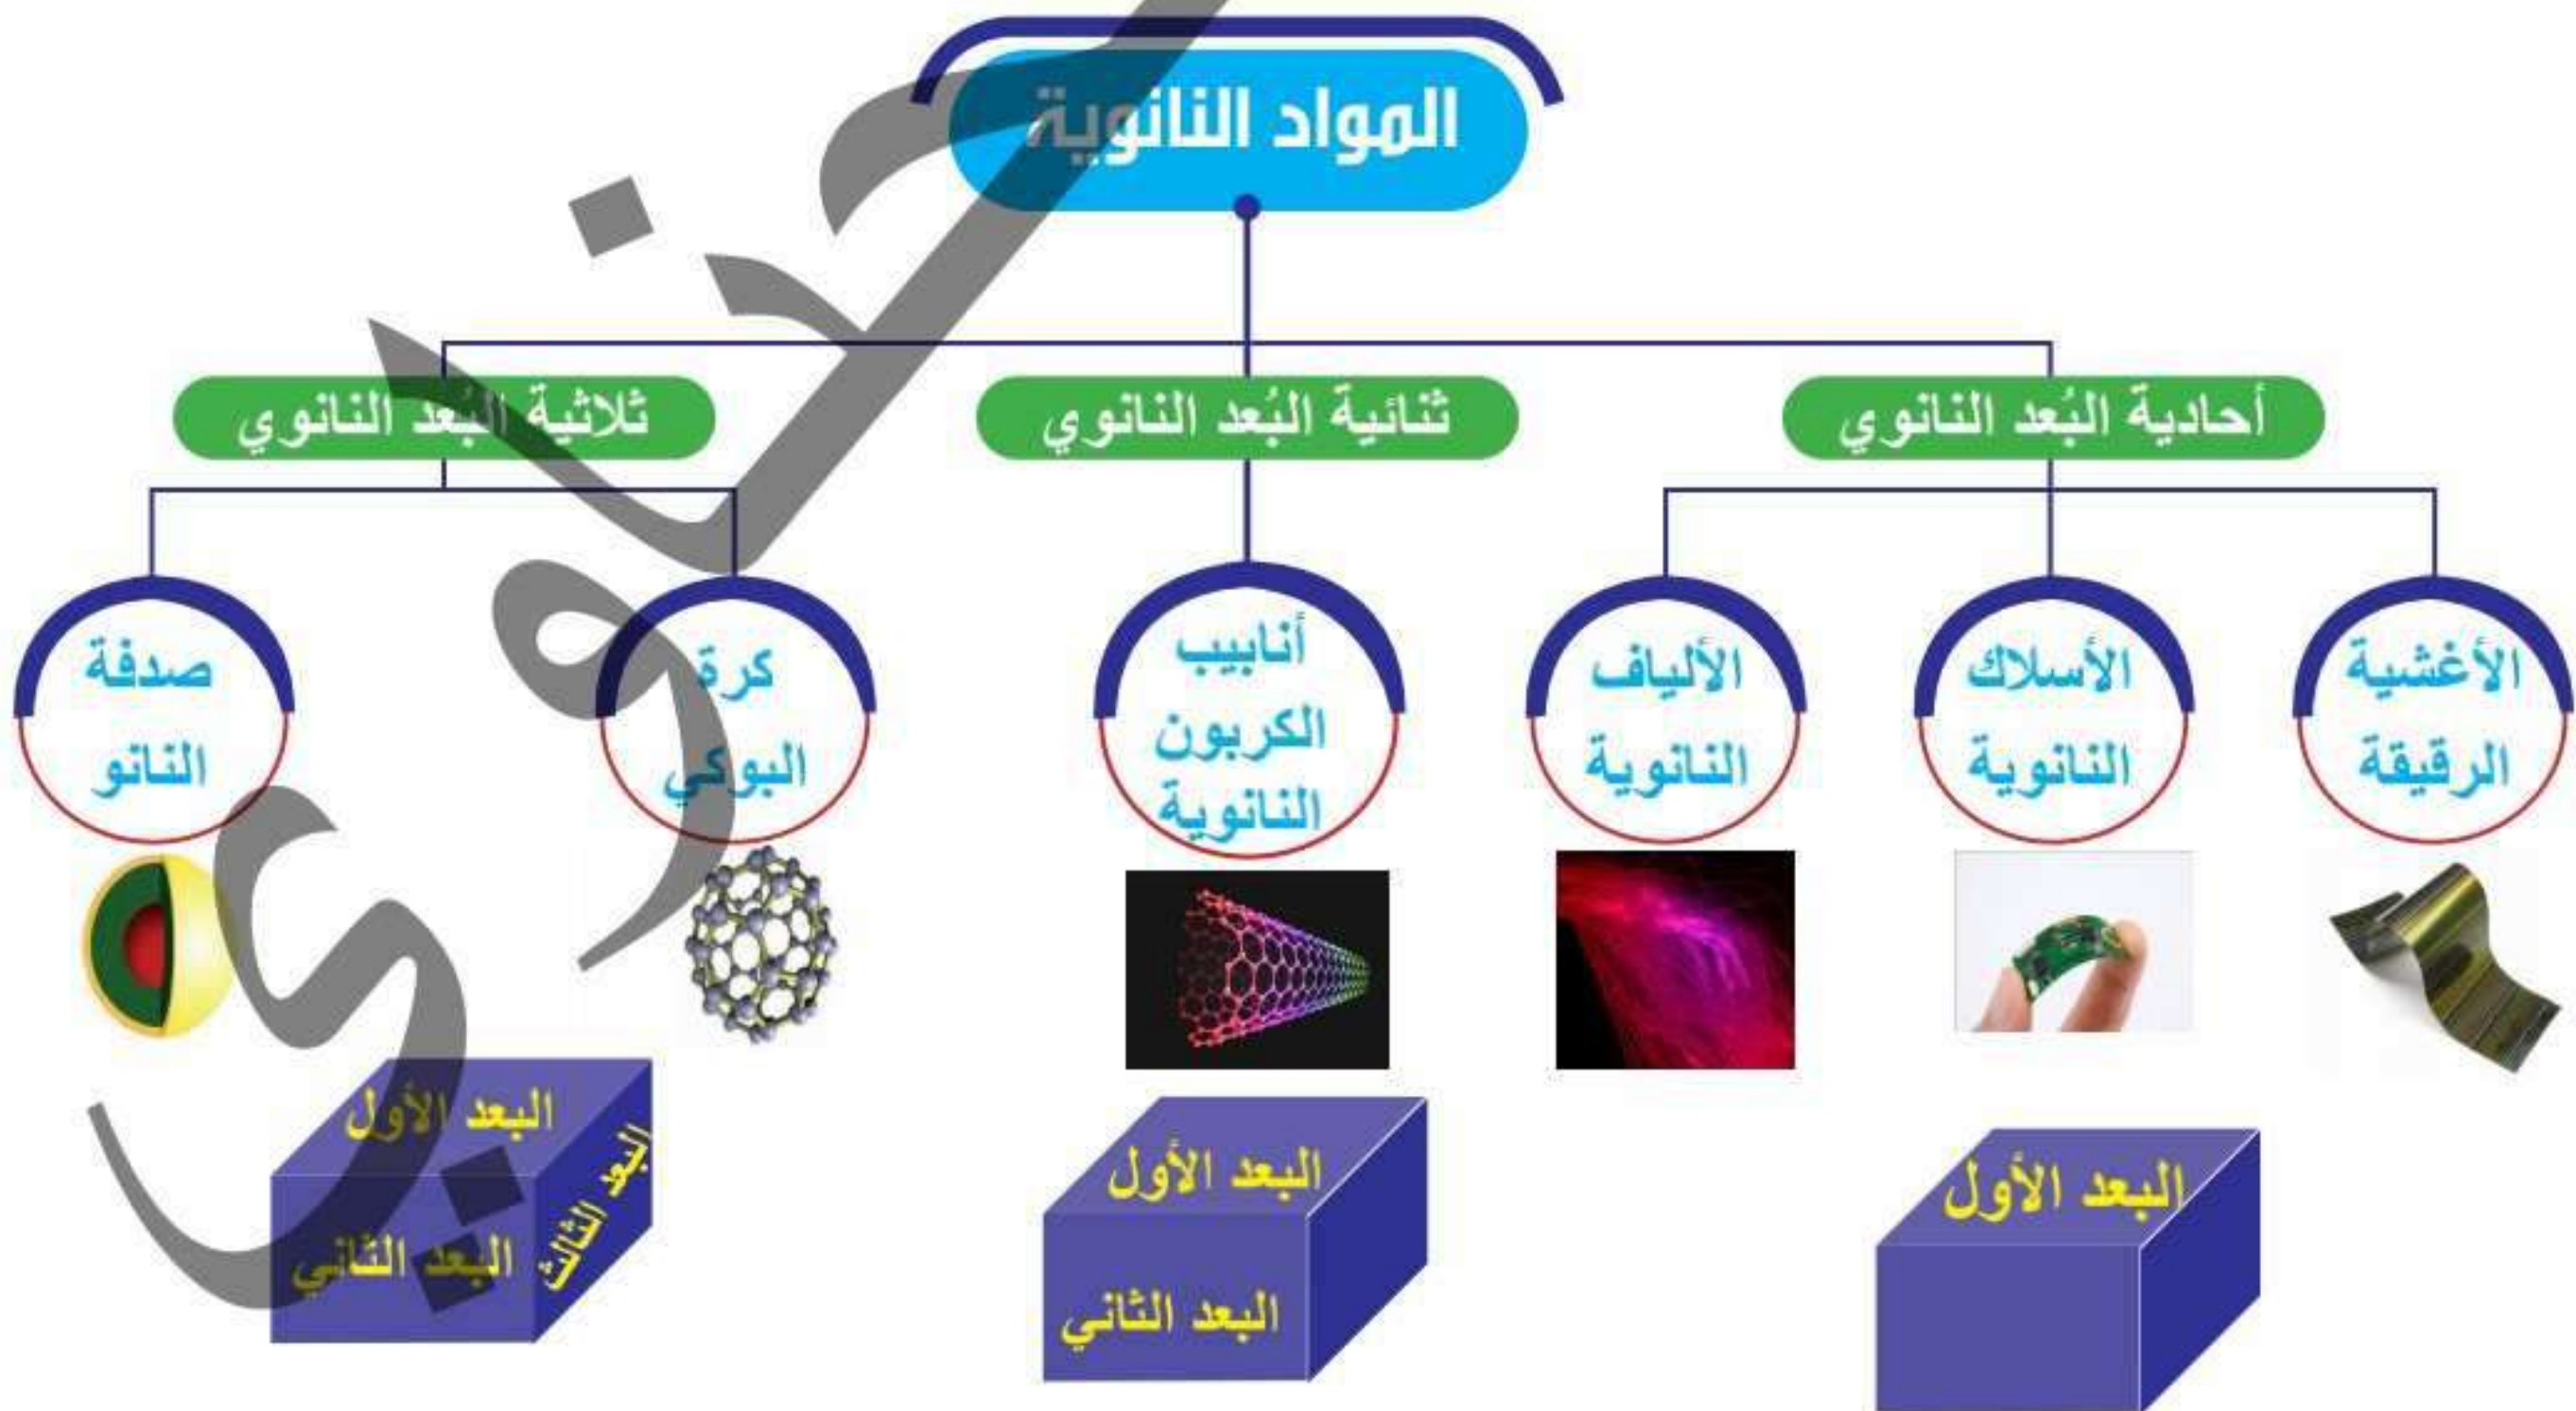 المواد النانوية
أحادية البُعد النانوي
ثنائية البُعد النانوي
ثلاثية البُعد النانوي
الأغشية
الرقيقة
الأسلاك
النانوية
الألياف
النانوية
أنابيب
الكربون
النانوية
كرة
البوكي
صدفة
النانو
البعد الأول
البعد الأول
البعد الثاني
البعد الأول
البعد الثاني
البعد الثالث